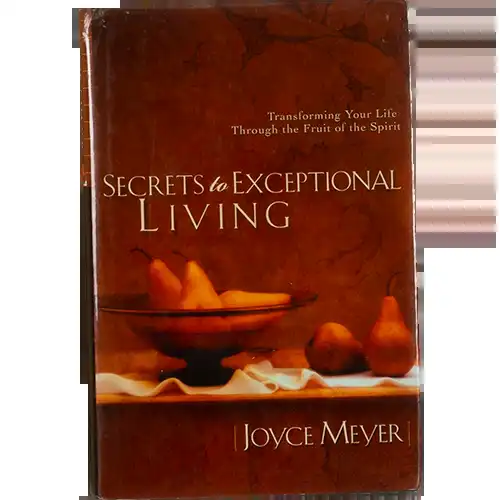 Transforming Your Life
Through the Fruit of the Spirit
SECRETS to EXCEPTIONAL
LIVING
JOYCE MEYER